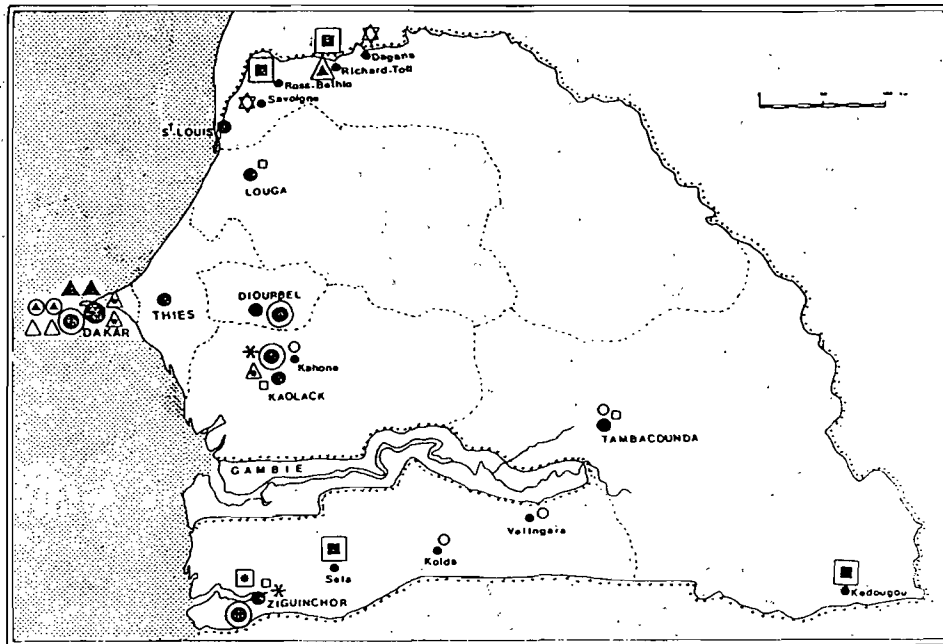 Dagana
Richard-Toll
Ross-Bethio
Savoigne
ST.LOUIS
LOUGA
THIES
DIOURBEL
DAKAR
Kahone
KAOLACK
TAMBACOUNDA
GAMBIE
Velingara
Kolda
Sela
Kedougou
ZIGUINCHOR